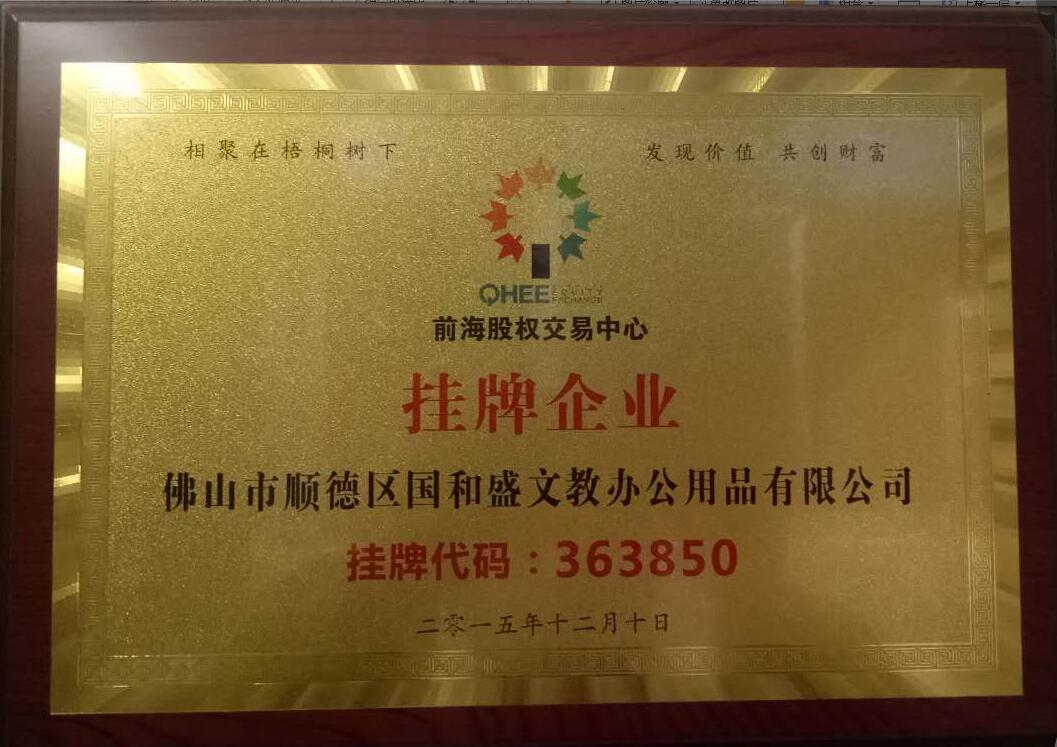 相聚在梧桐树下
发现价值 共创财富
QHEE EQUITY EXCHANGE
前海股权交易中心
挂牌企业
佛山市顺德区国和盛文教办公用品有限公司
挂牌代码：363850
二零一五年十二月十日